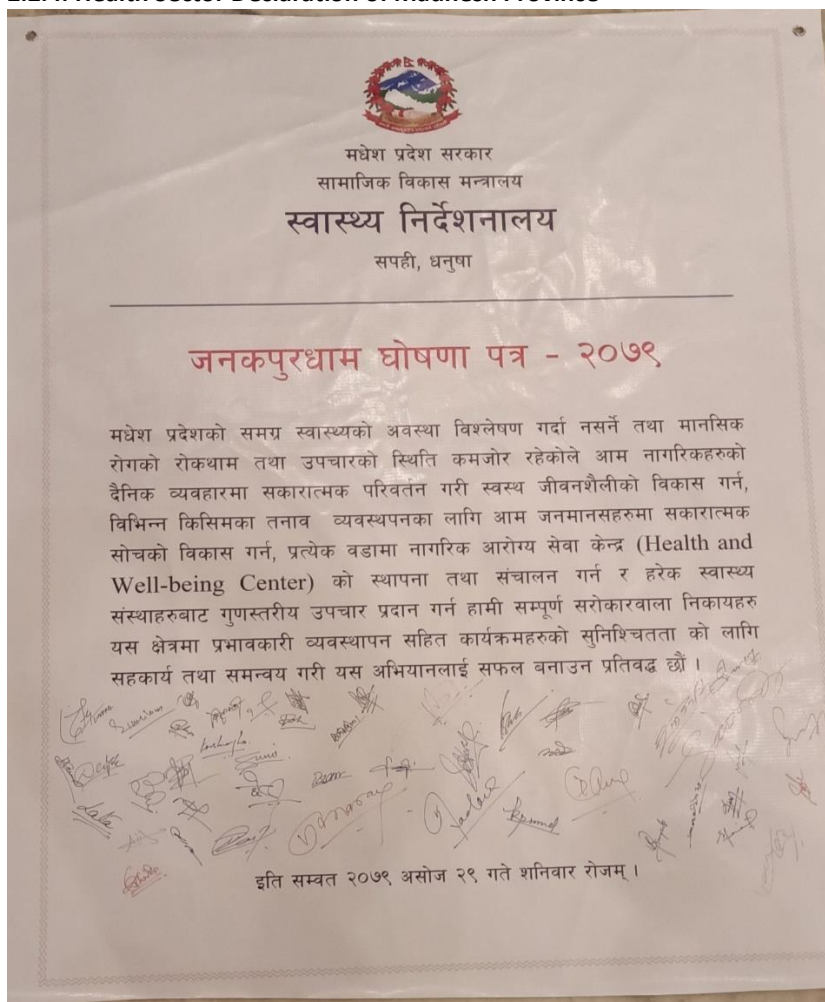 मधेश प्रदेश सरकार
सामाजिक विकास मन्त्रालय
स्वास्थ्य निर्देशनालय
सपही, धनुषा
जनकपुरधाम घोषणा पत्र - २०७९
मधेश प्रदेशको समग्र स्वास्थ्यको अवस्था विश्लेषण गर्दा नसर्ने तथा मानसिक
रोगको रोकथाम तथा उपचारको स्थिति कमजोर रहेकोले आम नागरिकहरुको
दैनिक व्यवहारमा सकारात्मक परिवर्तन गरी स्वस्थ जीवनशैलीको विकास गर्न,
विभिन्न किसिमका तनाव व्यवस्थपनका लागि आम जनमानसहरुमा सकारात्मक
सोचको विकास गर्न, प्रत्येक वडामा नागरिक आरोग्य सेवा केन्द्र (Health and
Well-being Center) को स्थापना तथा संचालन गर्न र हरेक स्वास्थ्य
संस्थाहरुबाट गुणस्तरीय उपचार प्रदान गर्न हामी सम्पूर्ण सरोकारवाला निकायहरु
यस क्षेत्रमा प्रभावकारी व्यवस्थापन सहित कार्यक्रमहरुको सुनिश्चितता को लागि
सहकार्य तथा समन्वय गरी यस अभियानलाई सफल बनाउन प्रतिवद्ध छौं ।
इति सम्वत २०७९ असोज २९ गते शनिवार रोजम् ।